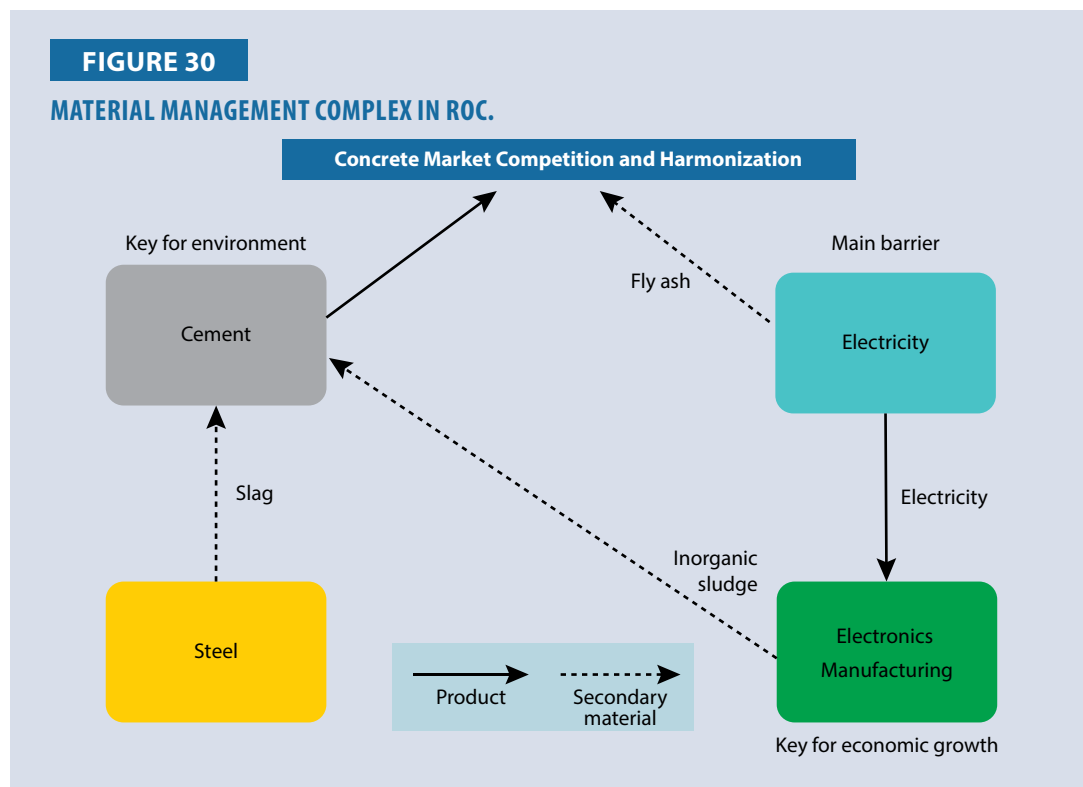 FIGURE 30
MATERIAL MANAGEMENT COMPLEX IN ROC.
Concrete Market Competition and Harmonization
Key for environment
Main barrier
Fly ash
Cement
Electricity
Slag
Electricity
Inorganic
sludge
Steel
Electronics
Manufacturing
Product
Secondary
material
Key for economic growth